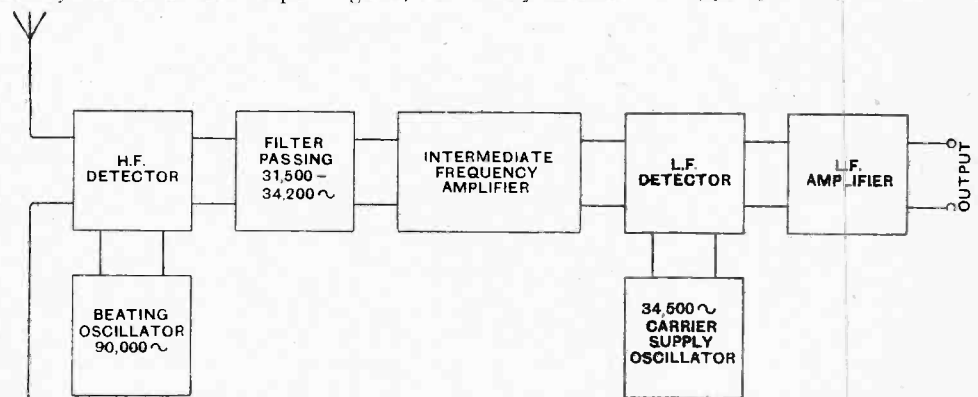 H.F.
DETECTOR
FILTER
PASSING
31,500 –
34,200 ~
INTERMEDIATE
FREQUENCY
AMPLIFIER
L.F.
DETECTOR
L.F.
AMPLIFIER
OUTPUT
BEATING
OSCILLATOR
90,000 ~
34,500 ~
CARRIER
SUPPLY
OSCILLATOR